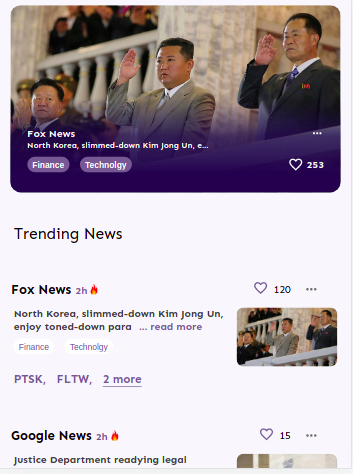 Fox News
North Korea, slimmed-down Kim Jong Un, e...
Finance Technolgy
253
Trending News
Fox News 2h 120
North Korea, slimmed-down Kim Jong Un,
enjoy toned-down para ... read more
Finance Technolgy
PTSK, FLTW, 2 more
Google News 2h 15
Justice Department readying legal